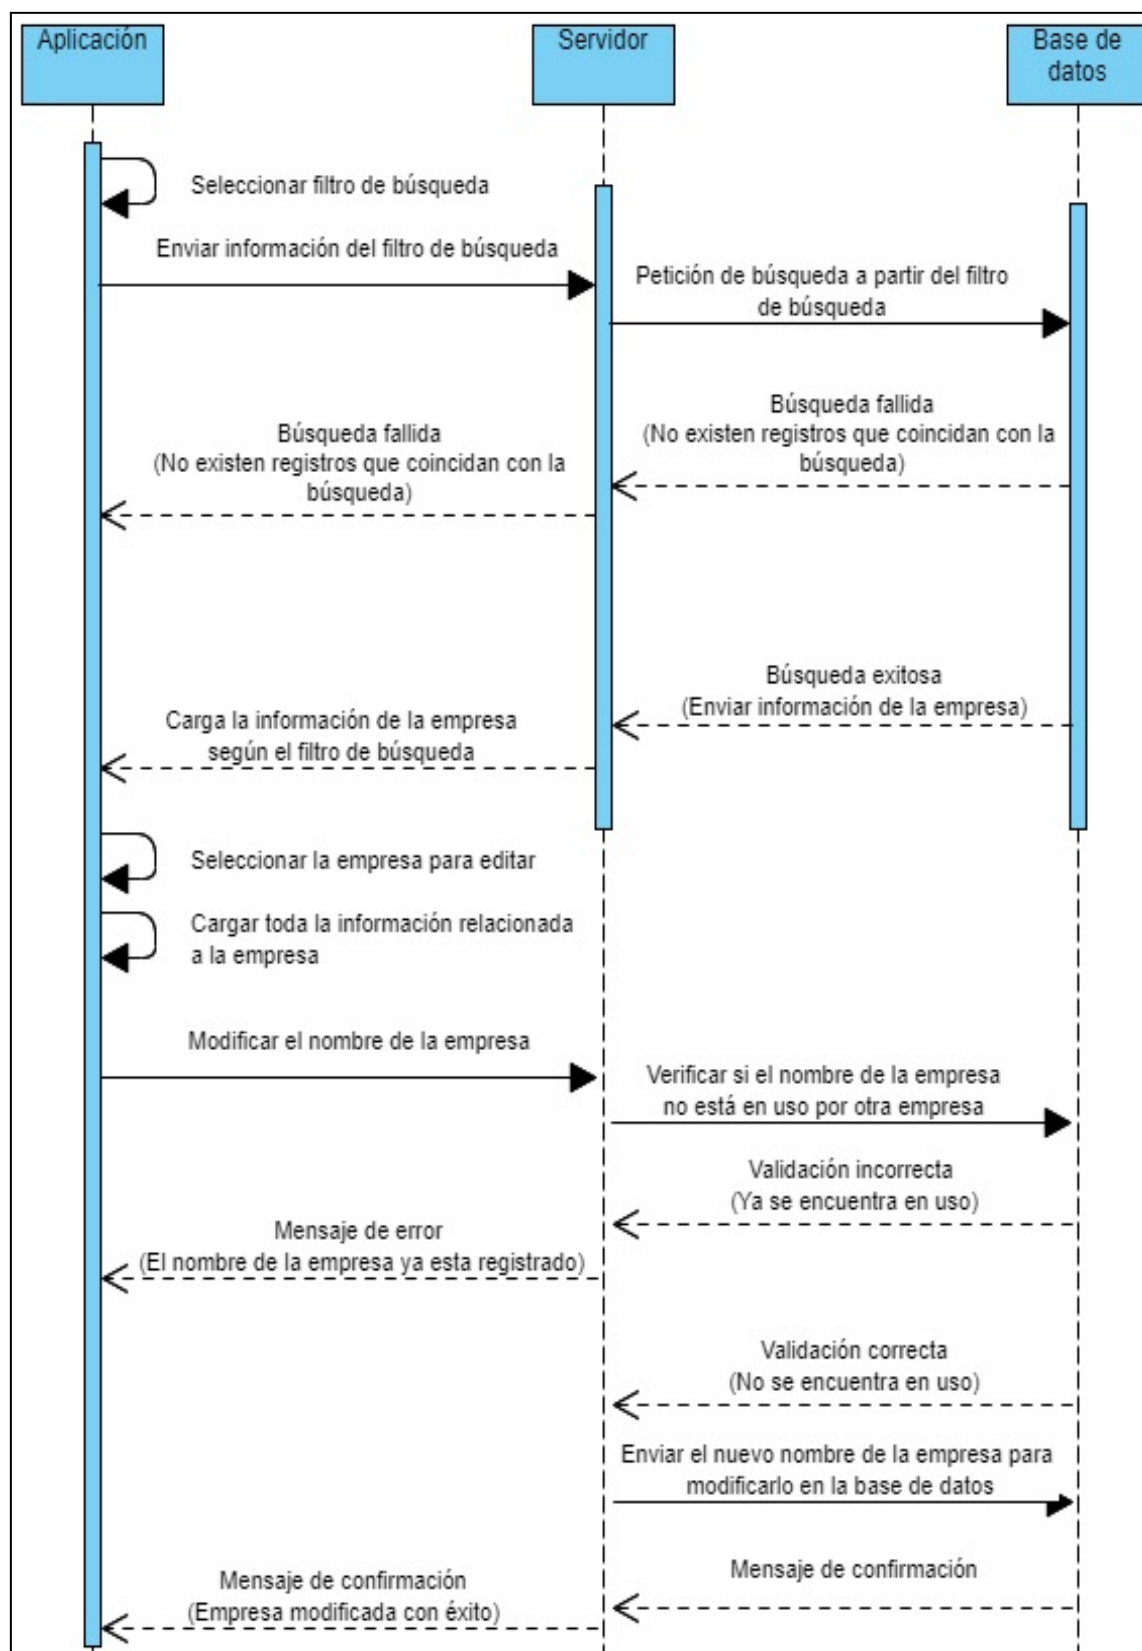 Aplicación
Servidor
Base de
datos
Seleccionar filtro de búsqueda
Enviar información del filtro de búsqueda
Petición de búsqueda a partir del filtro
de búsqueda
Búsqueda fallida
(No existen registros que coincidan con la
búsqueda)
Búsqueda fallida
(No existen registros que coincidan con la
búsqueda)
Búsqueda exitosa
(Enviar información de la empresa)
Carga la información de la empresa
según el filtro de búsqueda
Seleccionar la empresa para editar
Cargar toda la información relacionada
a la empresa
Modificar el nombre de la empresa
Verificar si el nombre de la empresa
no está en uso por otra empresa
Validación incorrecta
(Ya se encuentra en uso)
Mensaje de error
(El nombre de la empresa ya esta registrado)
Validación correcta
(No se encuentra en uso)
Enviar el nuevo nombre de la empresa para
modificarlo en la base de datos
Mensaje de confirmación
Mensaje de confirmación
(Empresa modificada con éxito)